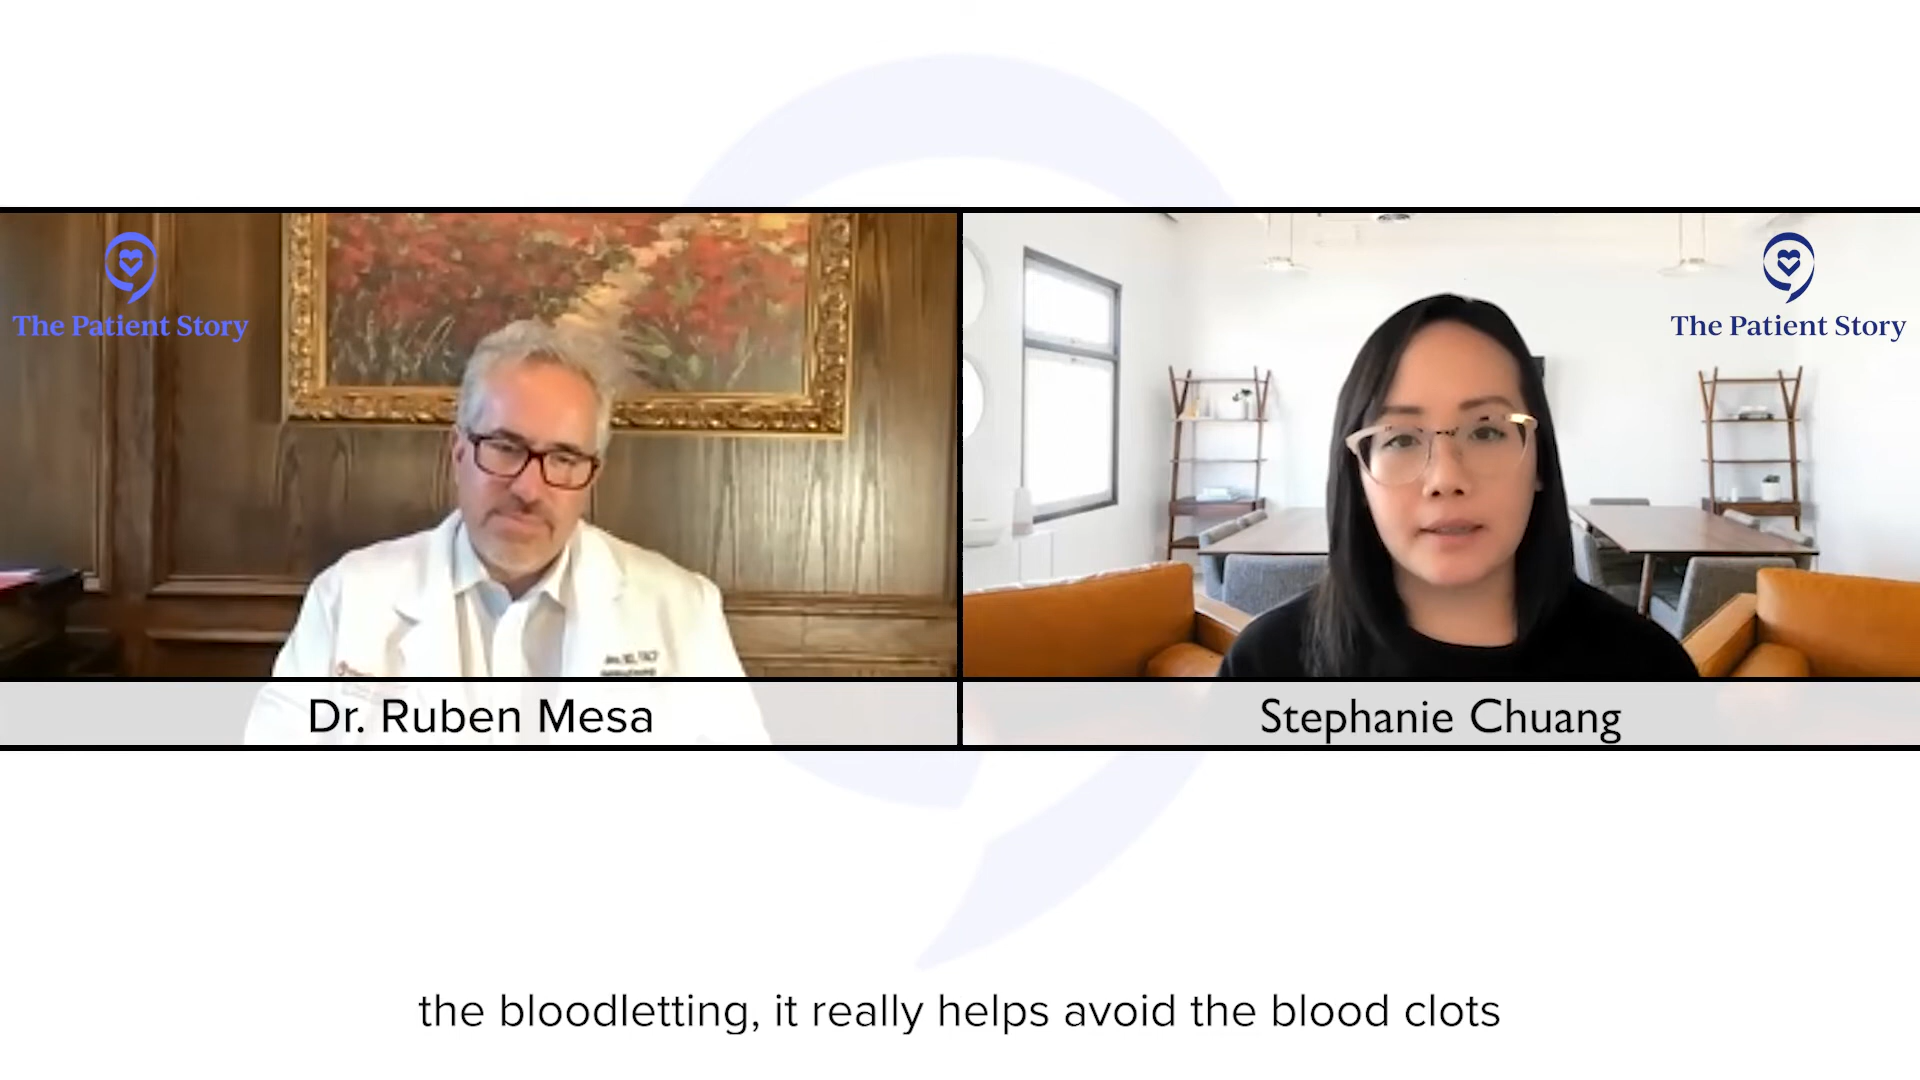 The Patient Story
The Patient Story
Dr. Ruben Mesa
Stephanie Chuang
the bloodletting, it really helps avoid the blood clots